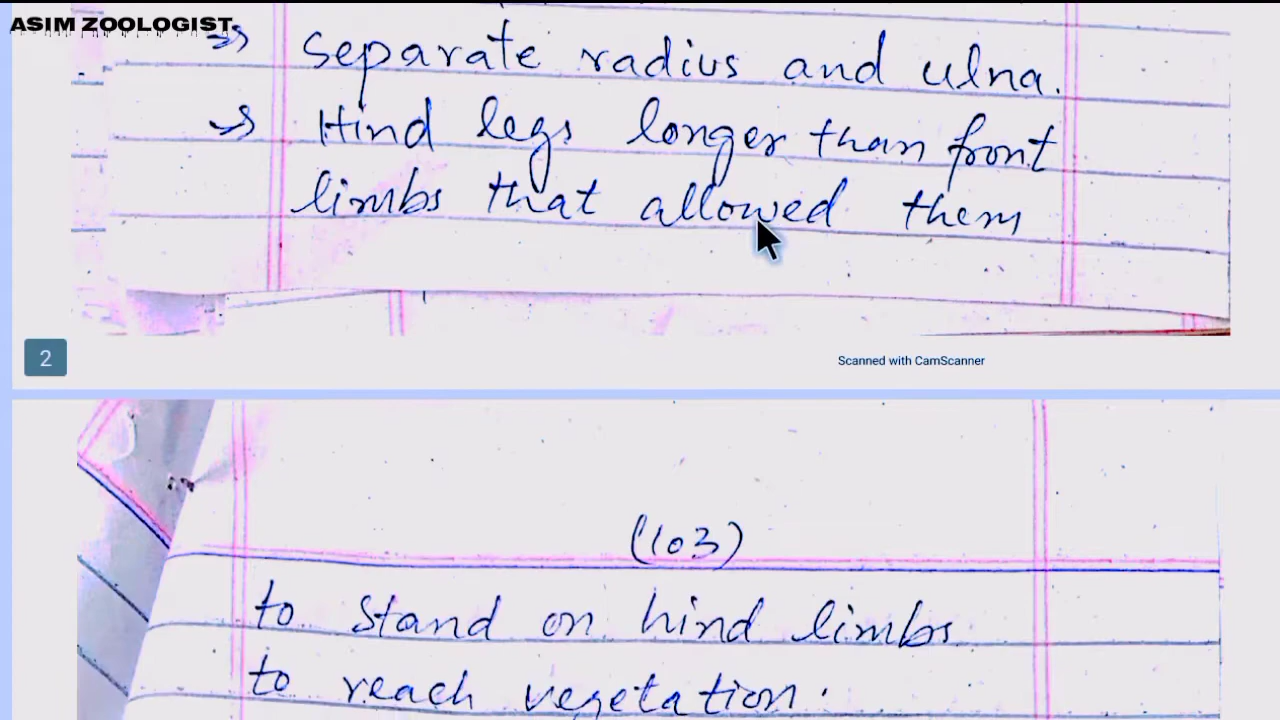 ASIM ZOOLOGIST
⇒ Separate radius and ulna.
→ Hind legs longer than front
limbs that allowed them
2
Scanned with CamScanner
(103)
to stand on hind limbs
to reach vegetation.